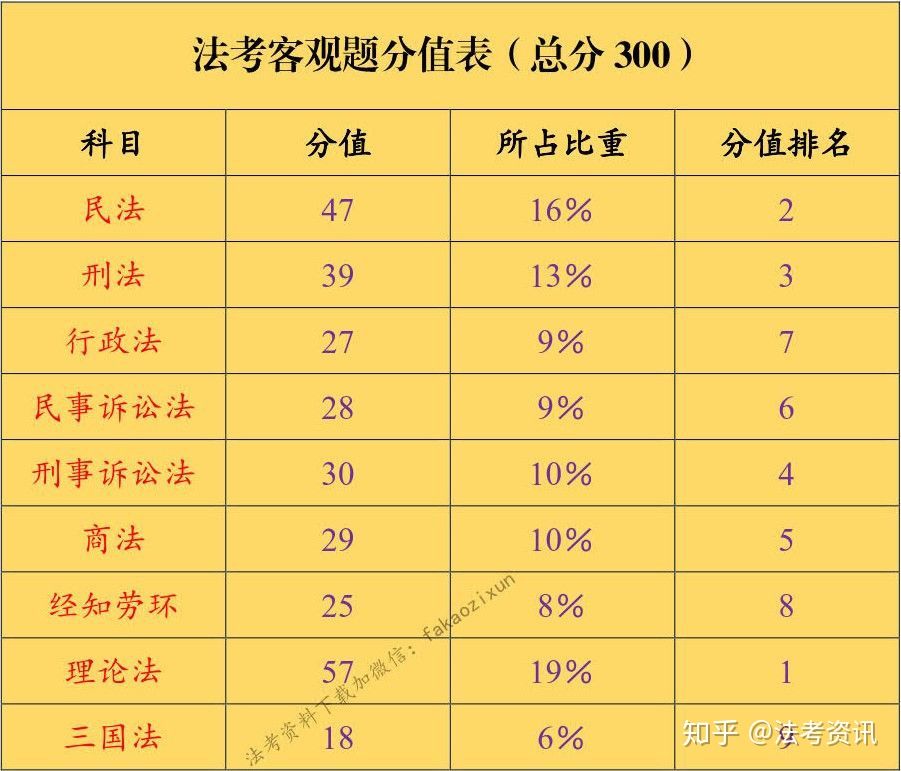 法考客观题分值表（总分 300）
科目 分值 所占比重 分值排名
民法 47 16% 2
刑法 39 13% 3
行政法 27 9% 7
民事诉讼法 28 9% 6
刑事诉讼法 30 10% 4
商法 29 10% 5
经知劳环 25 8% 8
理论法 57 19% 1
三国法 18 6% 9
法考资料下载加微信：fakaozixun
知乎 @法考资讯